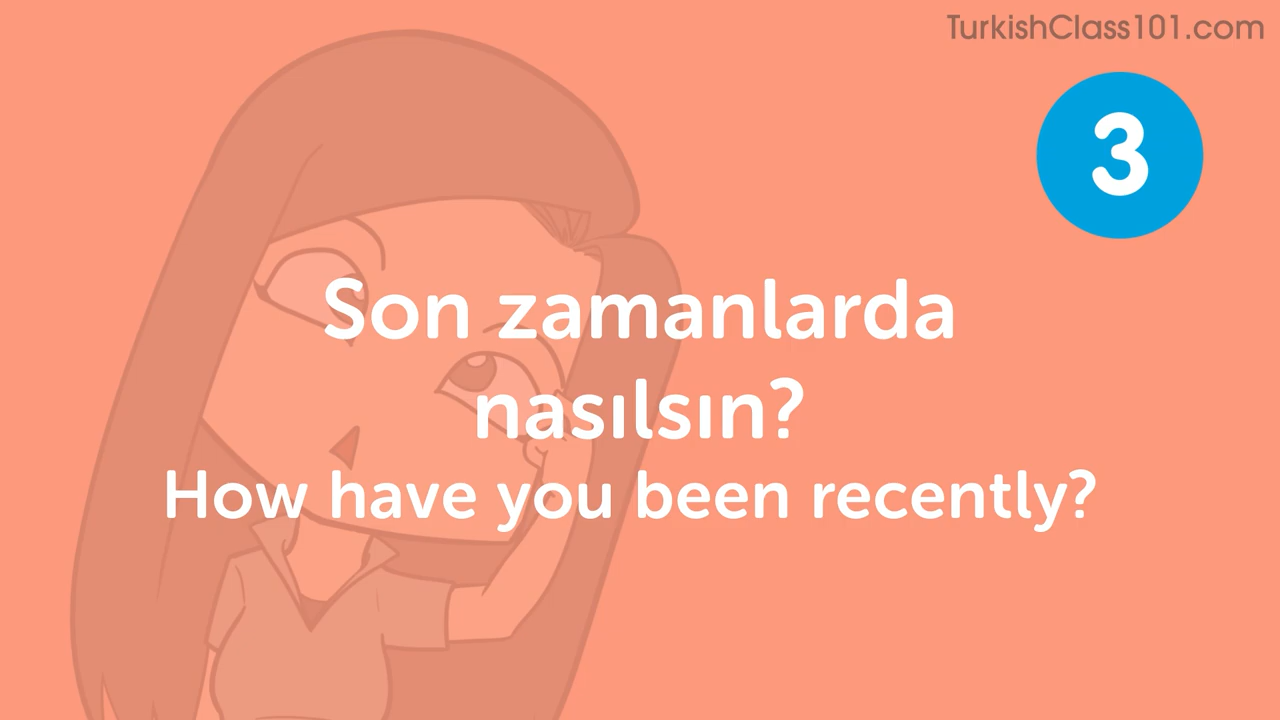 TurkishClass101.com
3
Son zamanlarda
nasılsın?
How have you been recently?